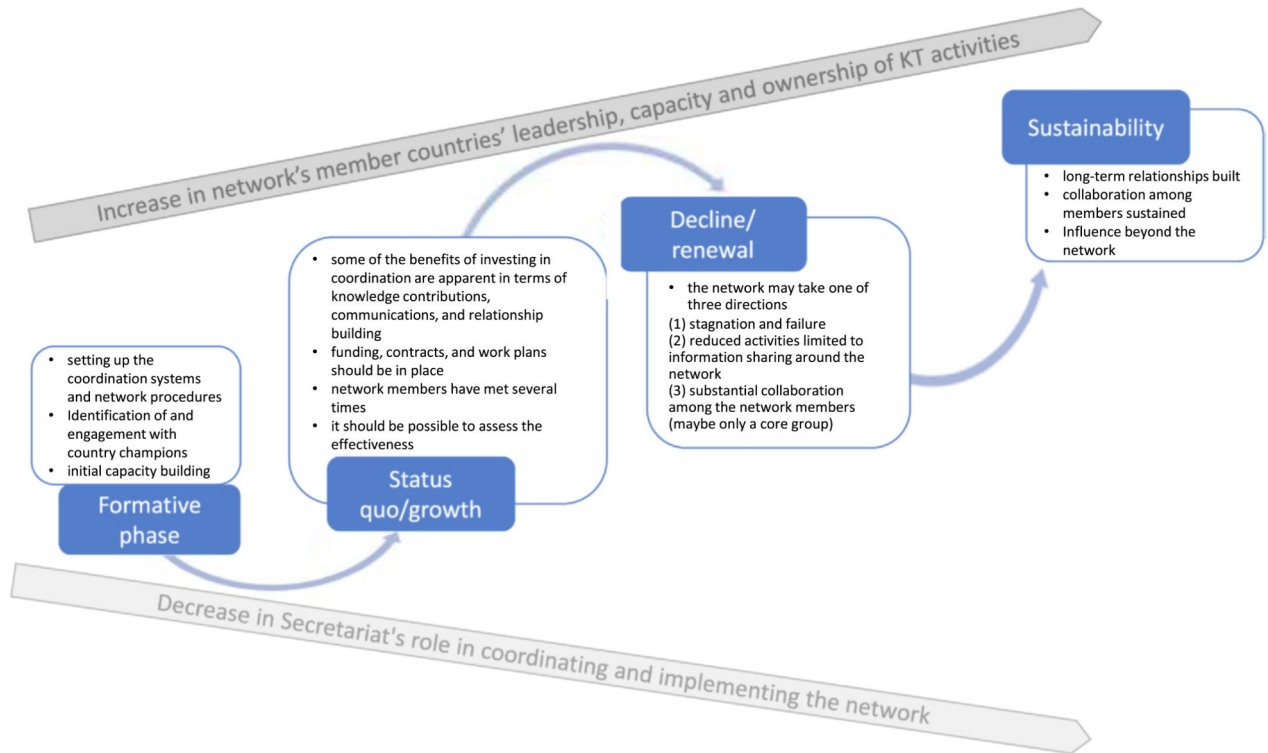 Increase in network's member countries' leadership, capacity and ownership of KT activities
Formative
phase
• setting up the
coordination systems
and network procedures
• Identification of and
engagement with
country champions
• initial capacity building
Status
quo/growth
• some of the benefits of investing in
coordination are apparent in terms of
knowledge contributions,
communications, and relationship
building
• funding, contracts, and work plans
should be in place
• network members have met several
times
• it should be possible to assess the
effectiveness
Decline/
renewal
• the network may take one of
three directions
(1) stagnation and failure
(2) reduced activities limited to
information sharing around the
network
(3) substantial collaboration
among the network members
(maybe only a core group)
Sustainability
• long-term relationships built
• collaboration among
members sustained
• Influence beyond the
network
Decrease in Secretariat's role in coordinating and implementing the network